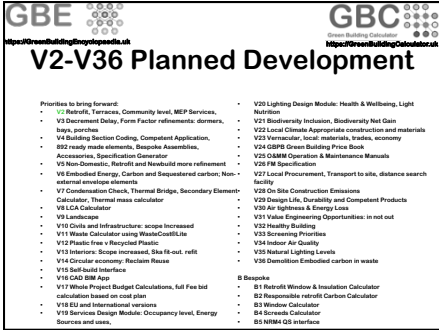 GBE
https://GreenBuildingEncyclopaedia.uk
GBC
Green Building Calculator
https://GreenBuildingCalculator.uk
V2-V36 Planned Development
Priorities to bring forward:
• V2 Retrofit, Terraces, Community level, MEP Services,
• V3 Decrement Delay, Form Factor refinements: dormers,
bays, porches
• V4 Building Section Coding, Competent Application,
892 ready made elements, Bespoke Assemblies,
Accessories, Specification Generator
• V5 Non-Domestic, Retrofit and Newbuild more refinement
• V6 Embodied Energy, Carbon and Sequestered carbon; Non-
external envelope elements
• V7 Condensation Check, Thermal Bridge, Secondary Element
Calculator, Thermal mass calculator
• V8 LCA Calculator
• V9 Landscape
• V10 Civils and Infrastructure: scope Increased
• V11 Waste Calculator using WasteCostLite
• V12 Plastic free v Recycled Plastic
• V13 Interiors: Scope increased, Ska fit-out. refit
• V14 Circular economy: Reclaim Reuse
• V15 Self-build Interface
• V16 CAD BIM App
• V17 Whole Project Budget Calculations, full Fee bid
calculation based on cost plan
• V18 EU and International versions
• V19 Services Design Module: Occupancy level, Energy
Sources and uses,
• V20 Lighting Design Module: Health & Wellbeing, Light
Nutrition
• V21 Biodiversity Inclusion, Biodiversity Net Gain
• V22 Local Climate Appropriate construction and materials
• V23 Vernacular, local: materials, trades, economy
• V24 GBPB Green Building Price Book
• V25 O&MM Operation & Maintenance Manuals
• V26 FM Specification
• V27 Local Procurement, Transport to site, distance search
facility
• V28 On Site Construction Emissions
• V29 Design Life, Durability and Competent Products
• V30 Air tightness & Energy Loss
• V31 Value Engineering Opportunities: in not out
• V32 Healthy Building
• V33 Screening Priorities
• V34 Indoor Air Quality
• V35 Natural Lighting Levels
• V36 Demolition Embodied carbon in waste
B Bespoke
• B1 Retrofit Window & Insulation Calculator
• B2 Responsible retrofit Carbon Calculator
• B3 Window Calculator
• B4 Screeds Calculator
• B5 NRM4 QS interface